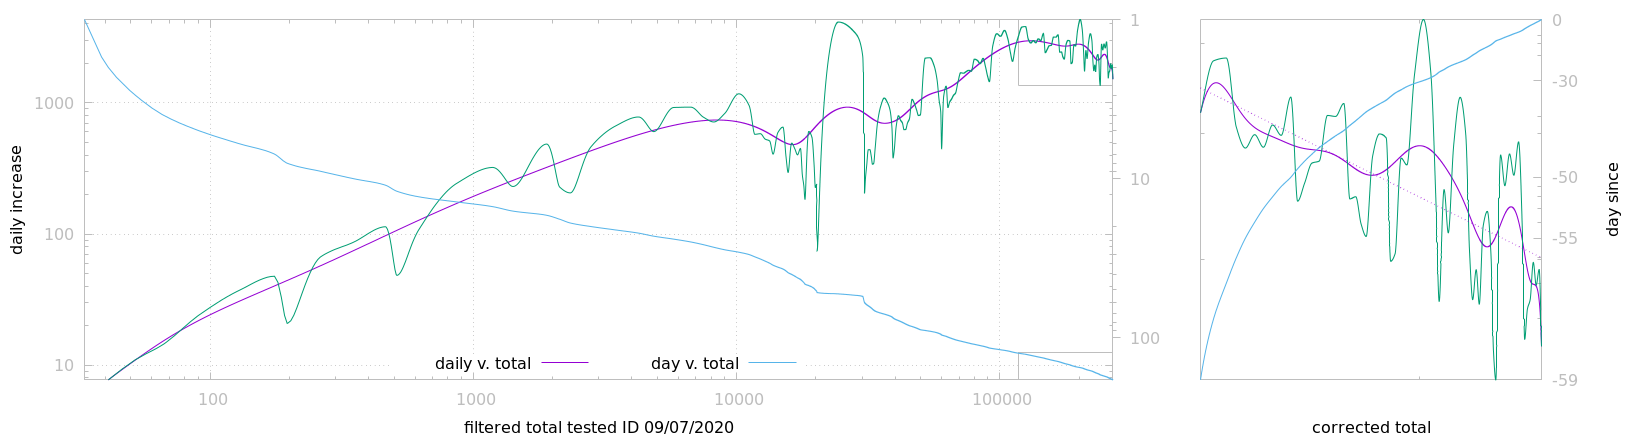 daily increase
1000
100
10
100
1000
10000
100000
1
10
100
daily v. total
day v. total
filtered total tested ID 09/07/2020
0
-30
-50
-55
-59
day since
corrected total